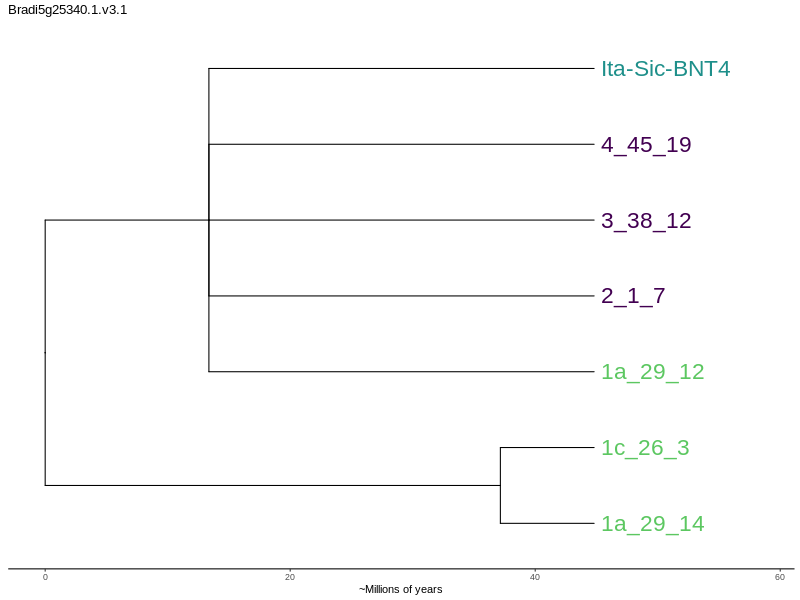 Bradi5g25340.1.v3.1
Ita-Sic-BNT4
4_45_19
3_38_12
2_1_7
1a_29_12
1c_26_3
1a_29_14
0 20 40 60
~Millions of years